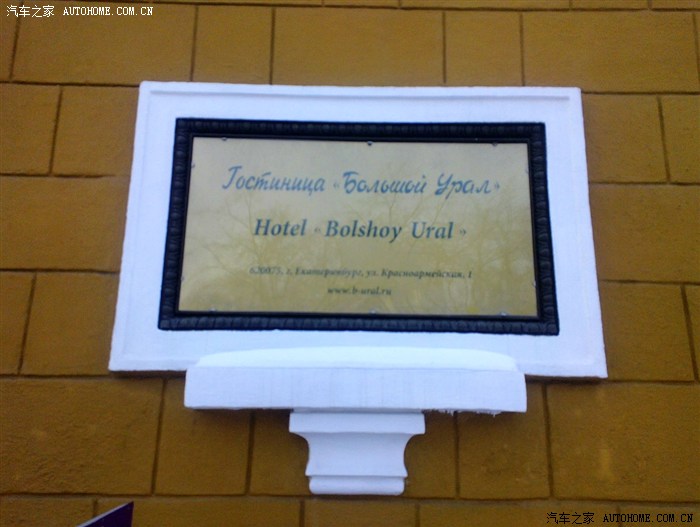 汽车之家 AUTOHOME.COM.CN
Гостиница «Большой Урал»
Hotel «Bolshoy Ural»
620075, г. Екатеринбург, ул. Красноармейская, 1
www.b-ural.ru
汽车之家 AUTOHOME.COM.CN